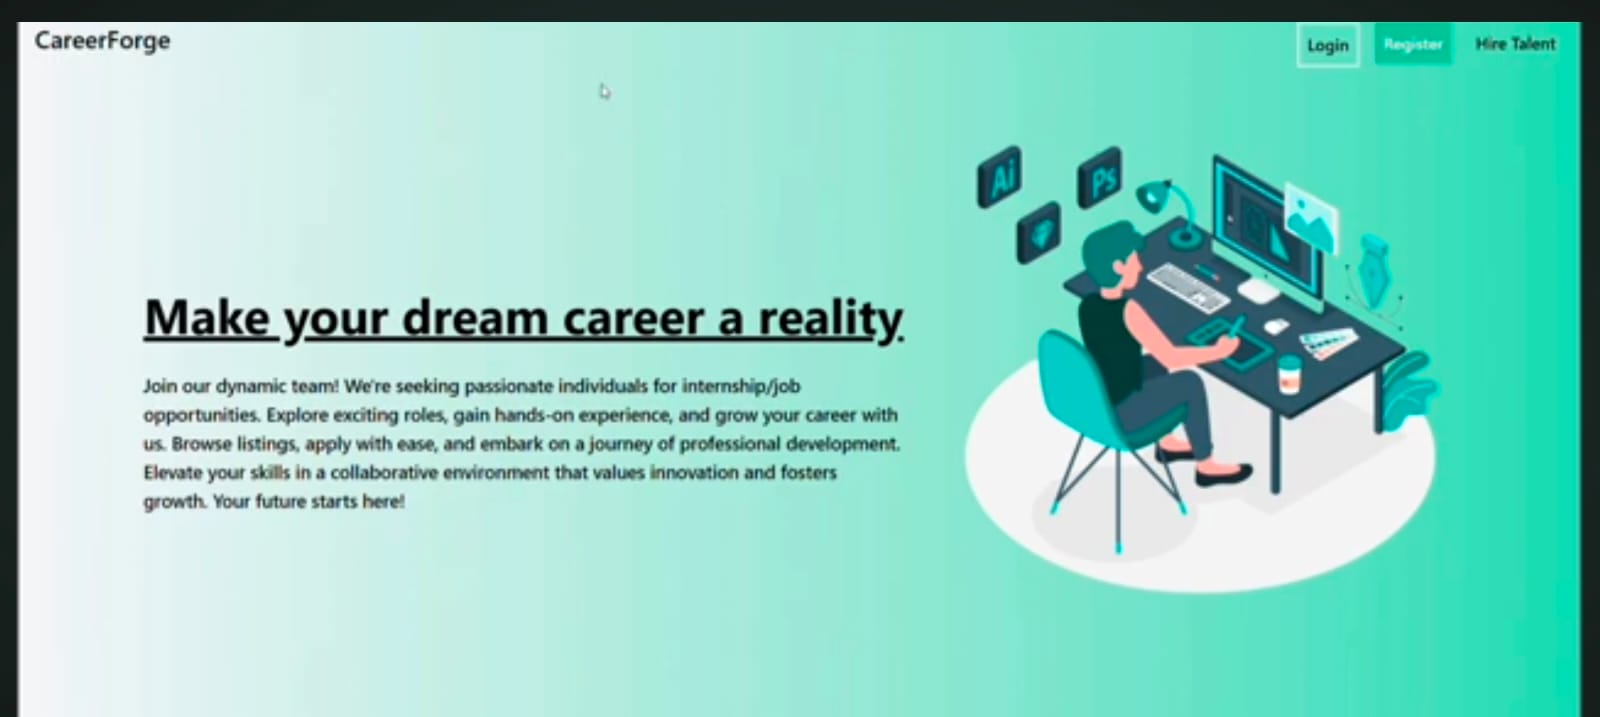 CareerForge
Login
Register
Hire Talent
Ai
Ps
Make your dream career a reality
Join our dynamic team! We're seeking passionate individuals for internship/job
opportunities. Explore exciting roles, gain hands-on experience, and grow your career with
us. Browse listings, apply with ease, and embark on a journey of professional development.
Elevate your skills in a collaborative environment that values innovation and fosters
growth. Your future starts here!